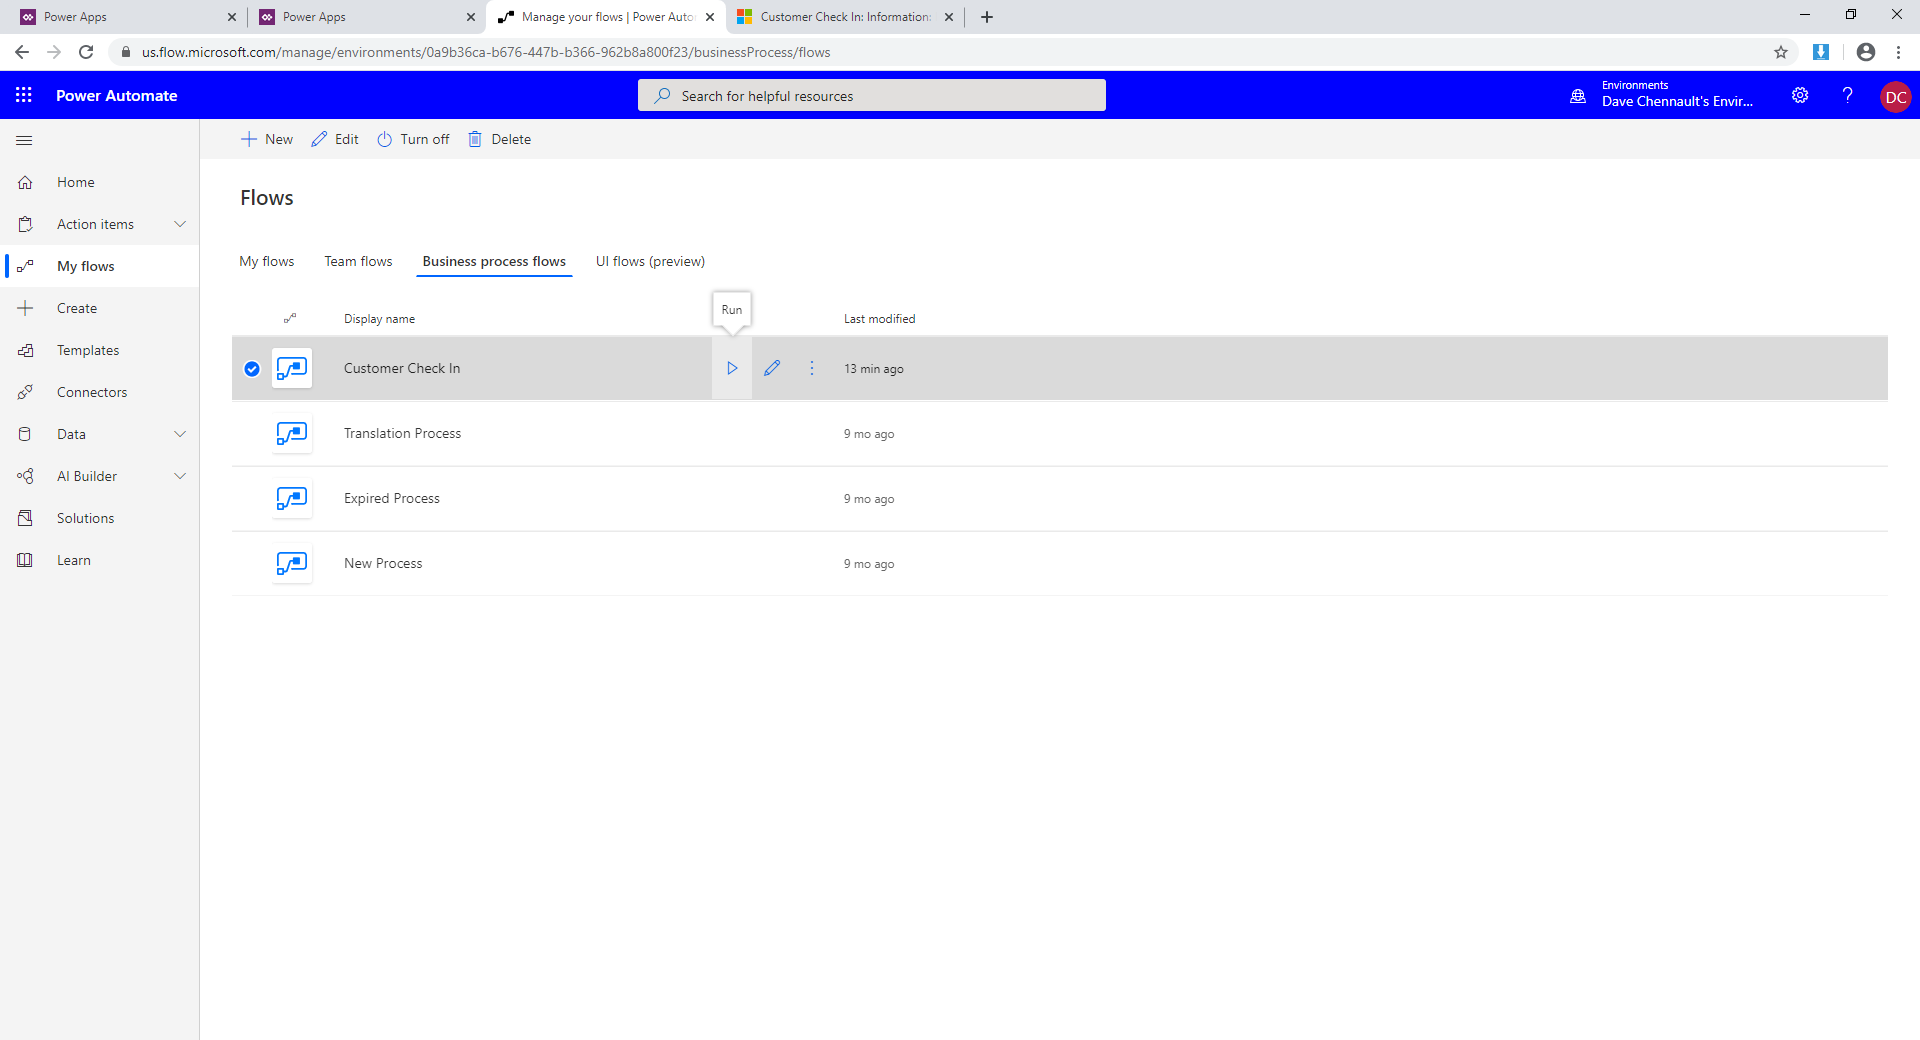 Power Apps
Power Apps
Manage your flows | Power Auto
Customer Check In: Information:
us.flow.microsoft.com/manage/environments/0a9b36ca-b676-447b-b366-962b8a800f23/businessProcess/flows
Power Automate
Search for helpful resources
Environments
Dave Chennault's Envir...
?
DC
New
Edit
Turn off
Delete
Home
Action items
My flows
Create
Templates
Connectors
Data
AI Builder
Solutions
Learn
Flows
My flows
Team flows
Business process flows
UI flows (preview)
Run
Display name
Last modified
Customer Check In
13 min ago
Translation Process
9 mo ago
Expired Process
9 mo ago
New Process
9 mo ago